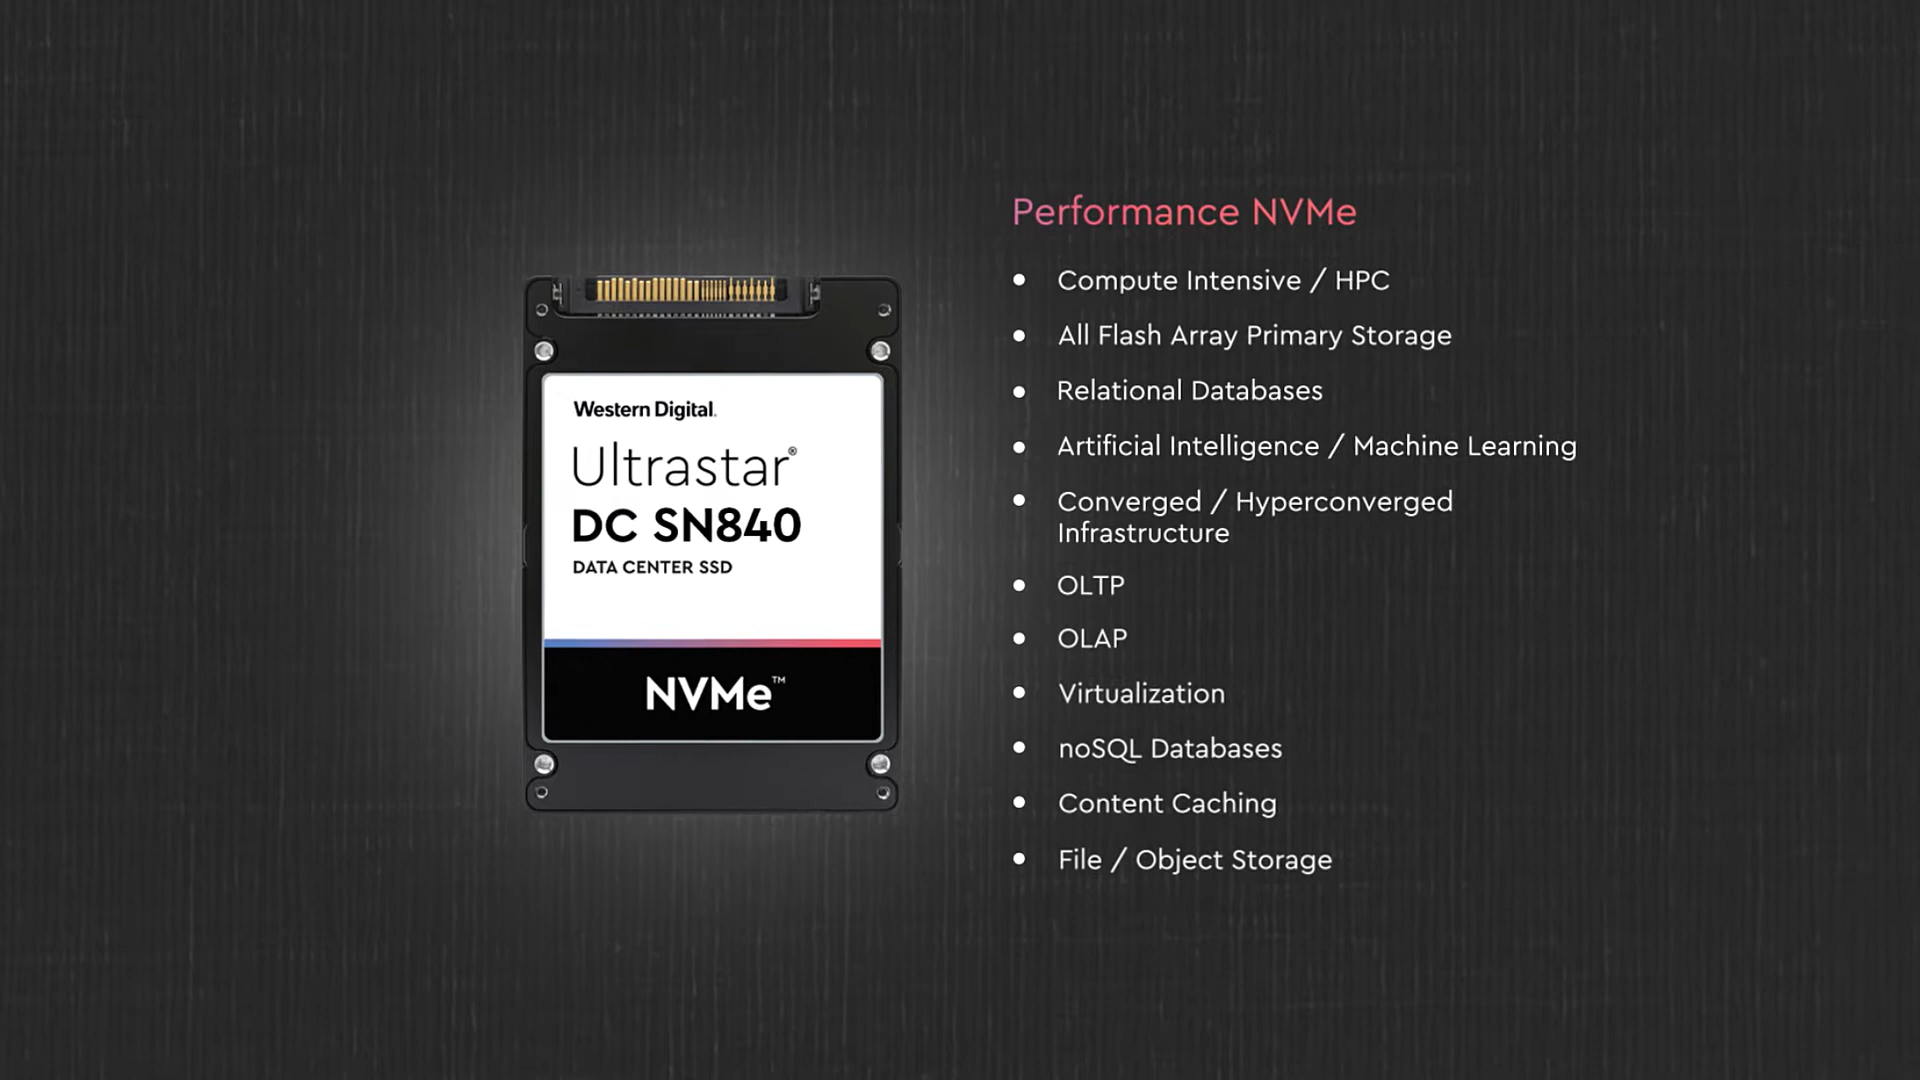 Western Digital.
Ultrastar®
DC SN840
DATA CENTER SSD
NVMe™
Performance NVMe
• Compute Intensive / HPC
• All Flash Array Primary Storage
• Relational Databases
• Artificial Intelligence / Machine Learning
• Converged / Hyperconverged
Infrastructure
• OLTP
• OLAP
• Virtualization
• noSQL Databases
• Content Caching
• File / Object Storage